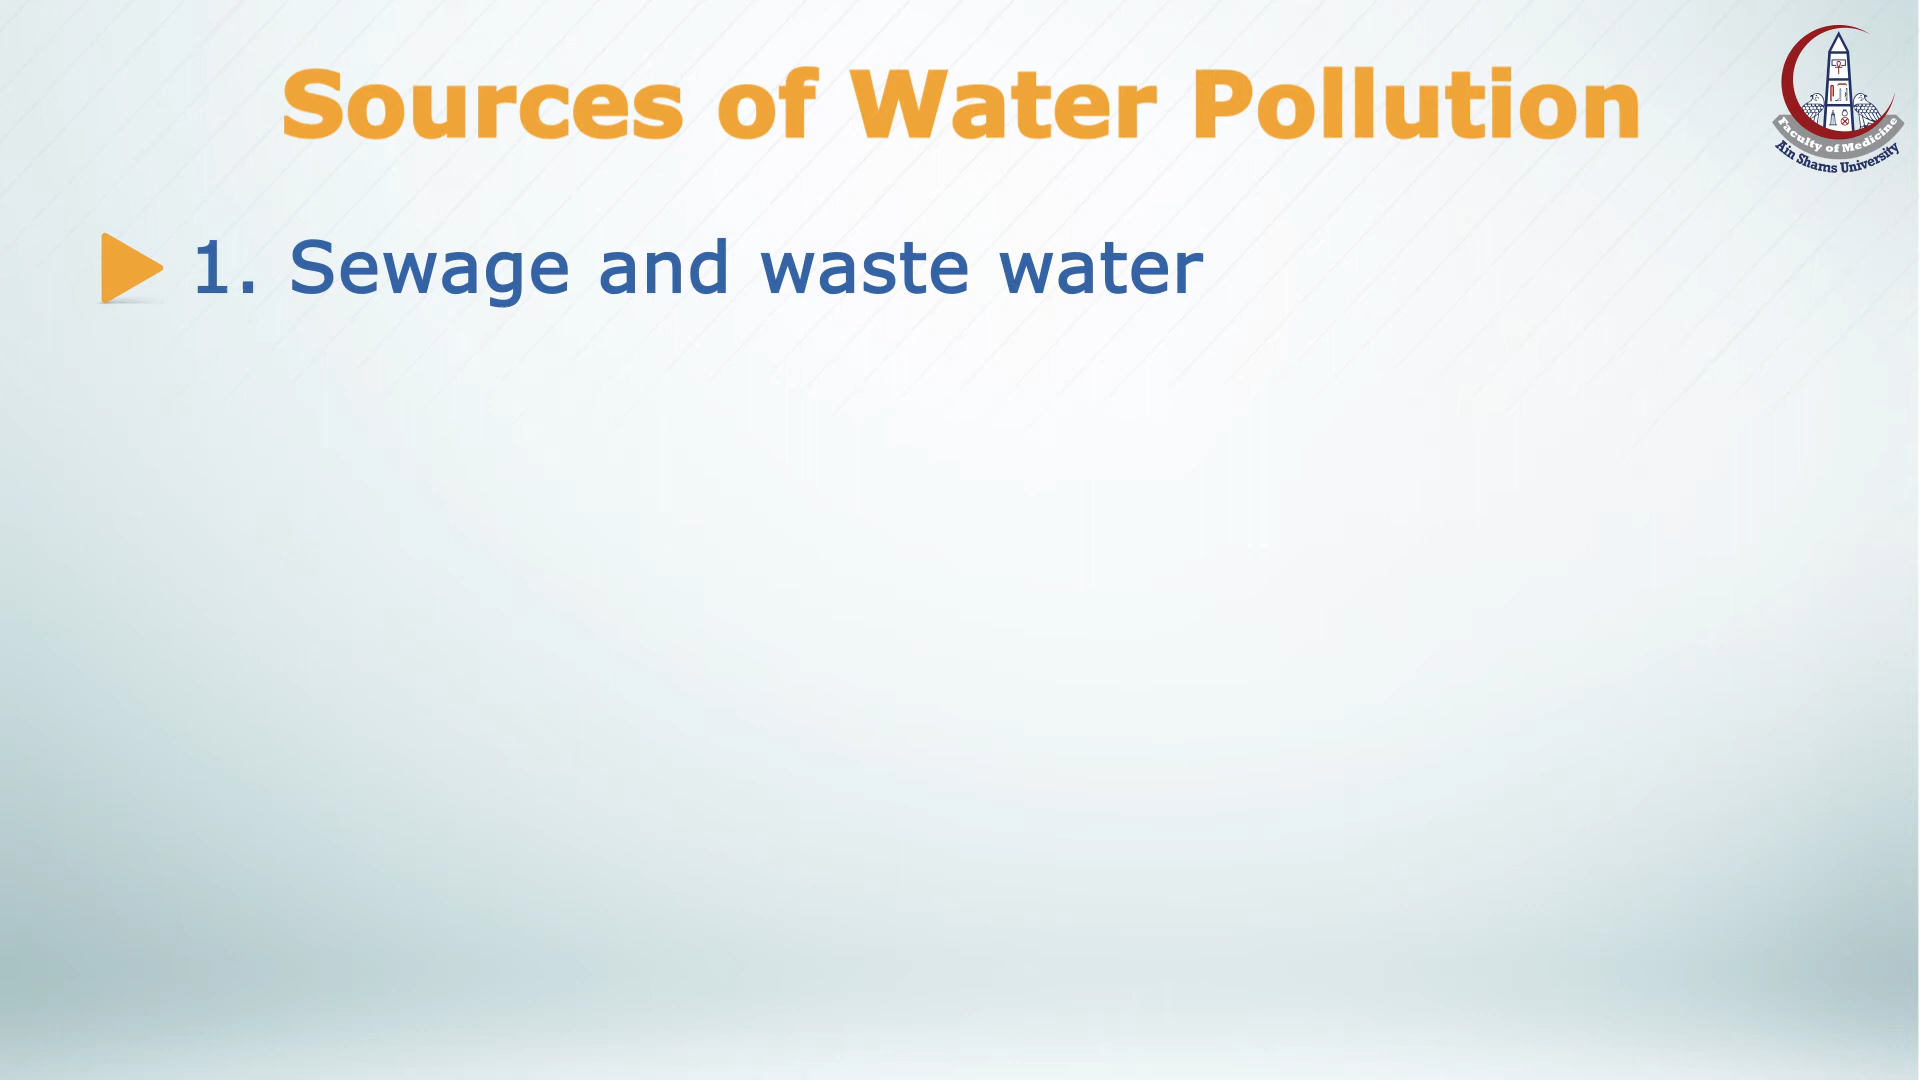 Sources of Water Pollution
1. Sewage and waste water
Faculty of Medicine
Ain Shams University